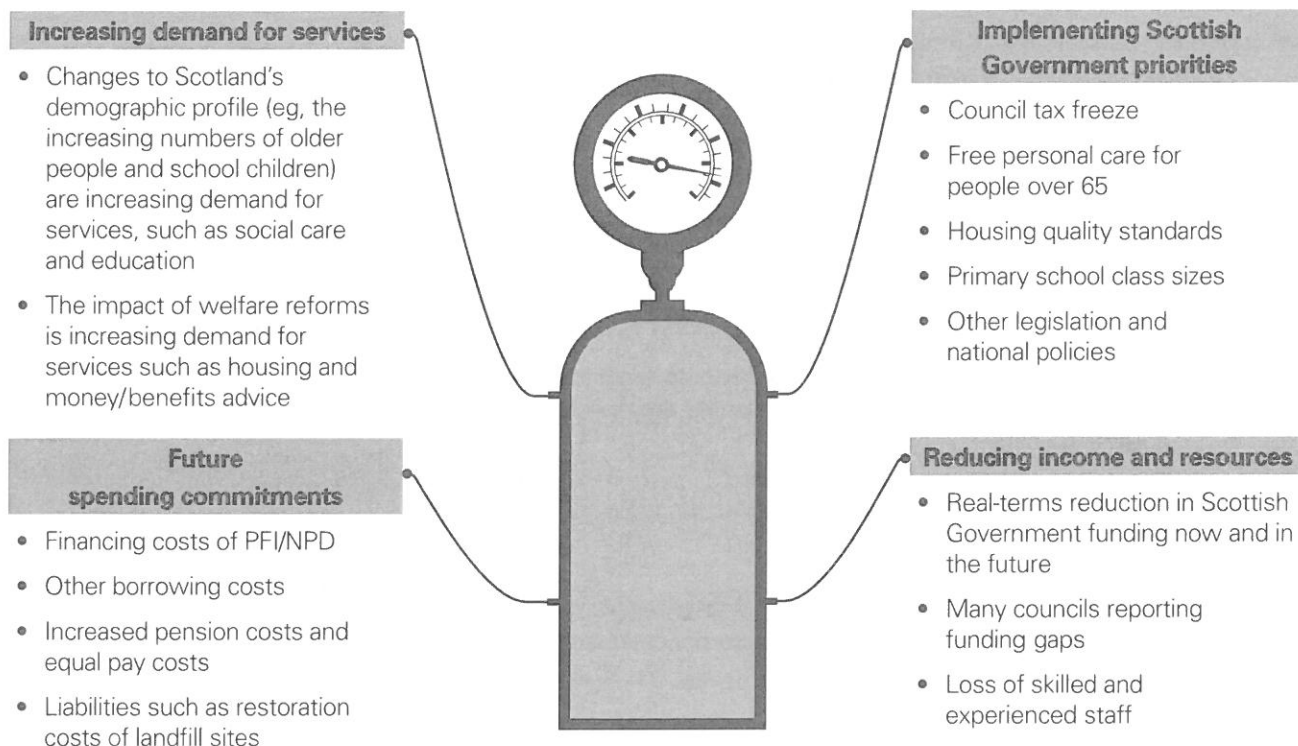 Increasing demand for services
• Changes to Scotland's
demographic profile (eg, the
increasing numbers of older
people and school children)
are increasing demand for
services, such as social care
and education
• The impact of welfare reforms
is increasing demand for
services such as housing and
money/benefits advice
Future
spending commitments
• Financing costs of PFI/NPD
• Other borrowing costs
• Increased pension costs and
equal pay costs
• Liabilities such as restoration
costs of landfill sites
Implementing Scottish
Government priorities
• Council tax freeze
• Free personal care for
people over 65
• Housing quality standards
• Primary school class sizes
• Other legislation and
national policies
Reducing income and resources
• Real-terms reduction in Scottish
Government funding now and in
the future
• Many councils reporting
funding gaps
• Loss of skilled and
experienced staff